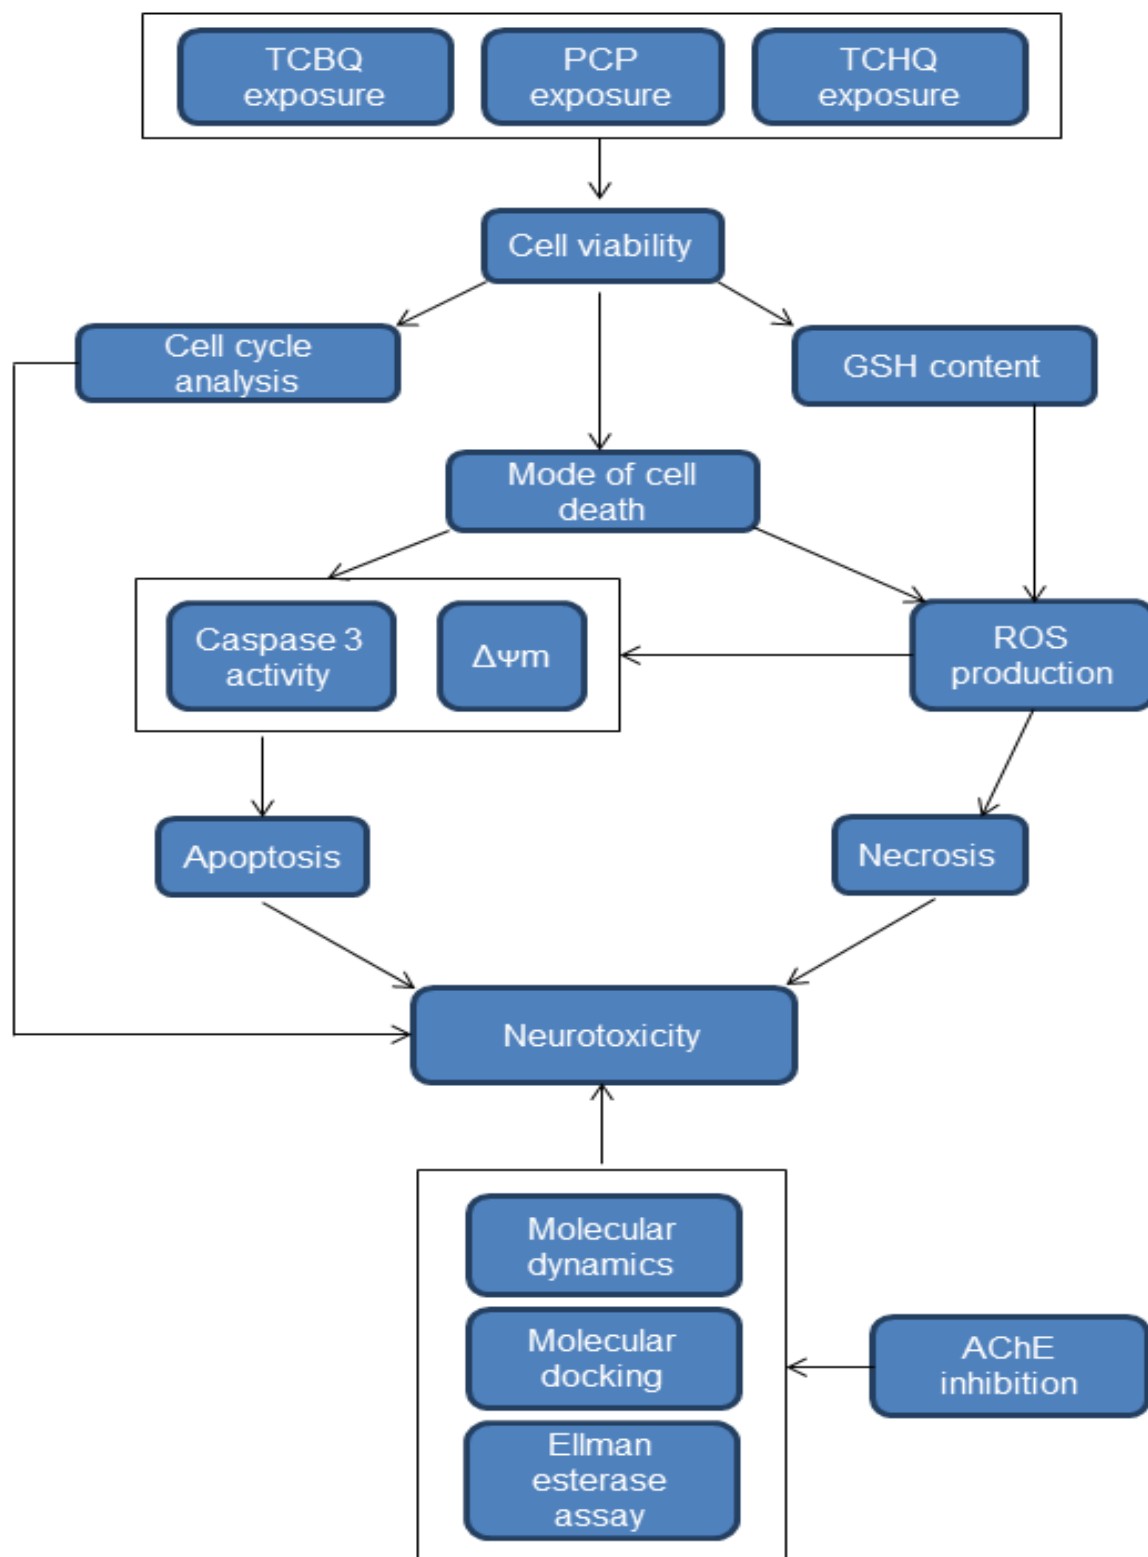 TCBQ
exposure
PCP
exposure
TCHQ
exposure
Cell viability
Cell cycle
analysis
GSH content
Mode of cell
death
Caspase 3
activity
Δψm
ROS
production
Apoptosis
Necrosis
Neurotoxicity
Molecular
dynamics
Molecular
docking
AChE
inhibition
Ellman
esterase
assay